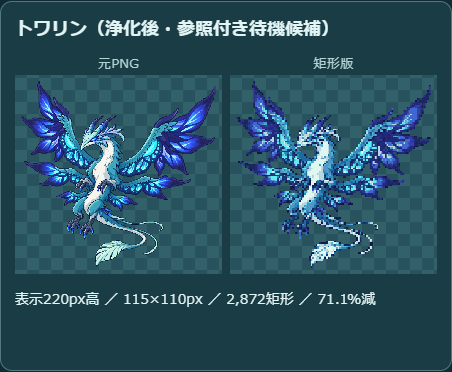 トワリン（浄化後・参照付き待機候補）
元PNG
矩形版
表示220px高 ／ 115×110px ／ 2,872矩形 ／ 71.1%減